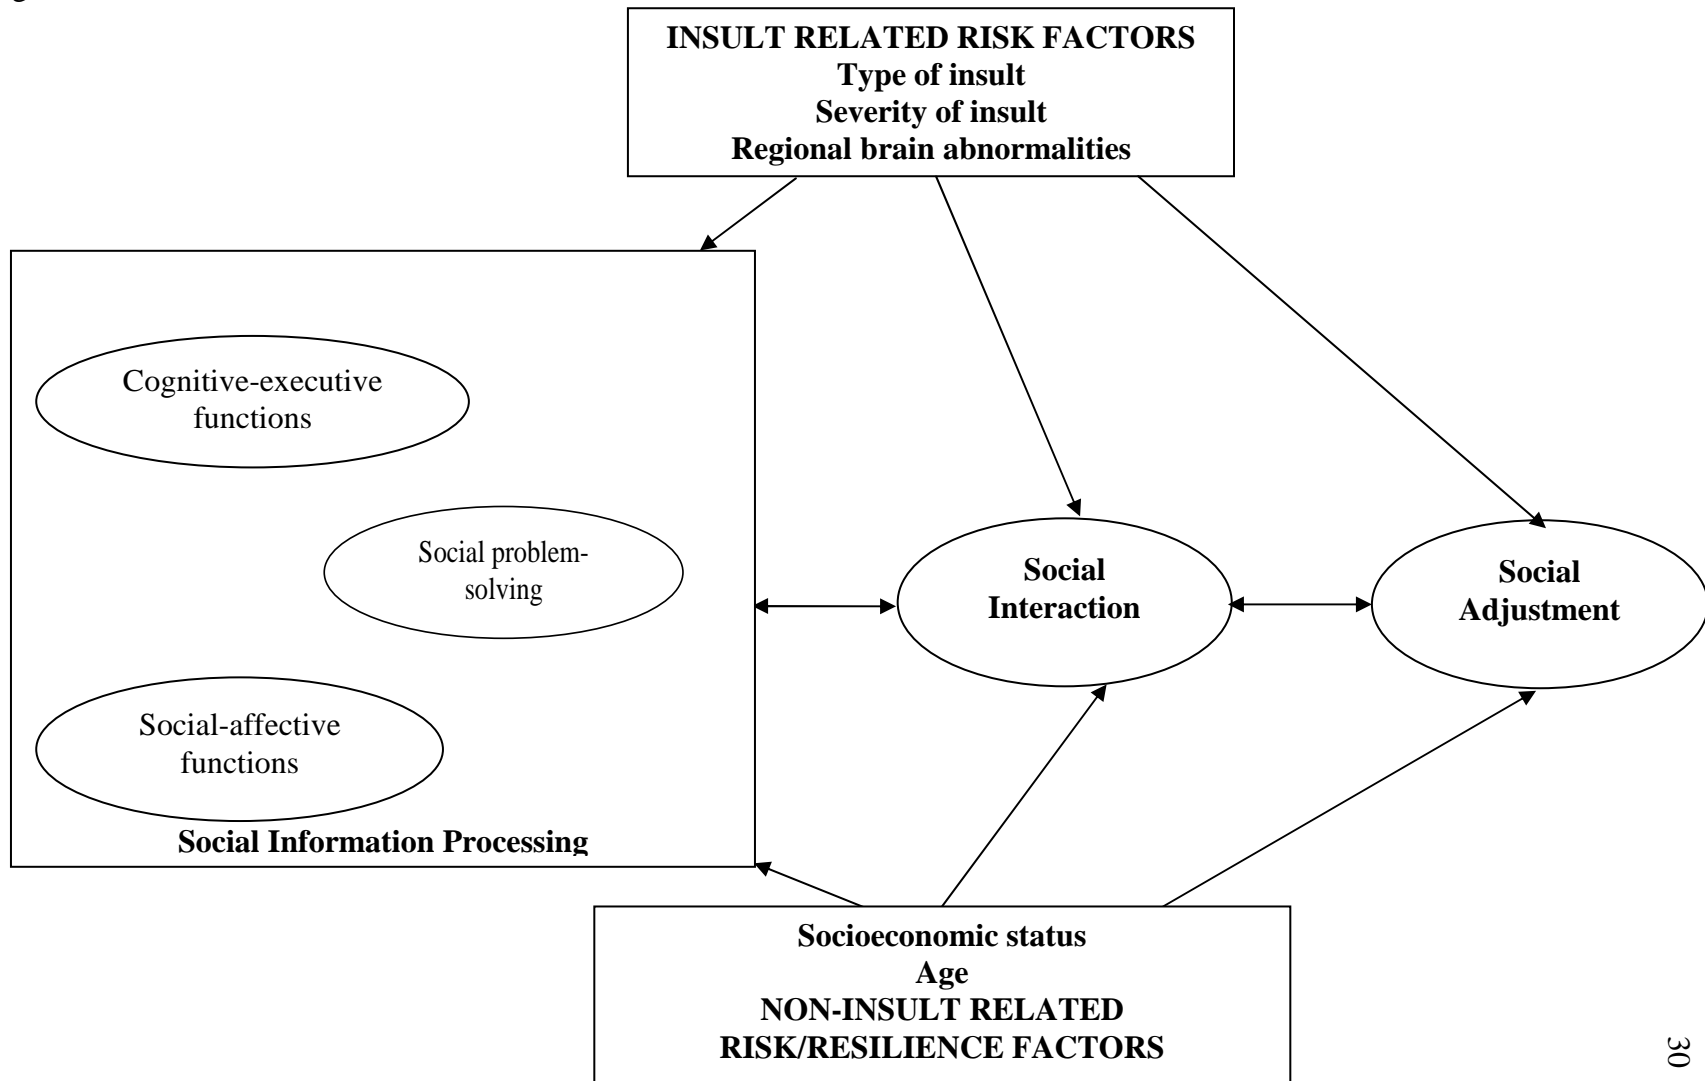 INSULT RELATED RISK FACTORS
Type of insult
Severity of insult
Regional brain abnormalities
Cognitive-executive
functions
Social problem-
solving
Social-affective
functions
Social Information Processing
Social
Interaction
Social
Adjustment
Socioeconomic status
Age
NON-INSULT RELATED
RISK/RESILIENCE FACTORS
30